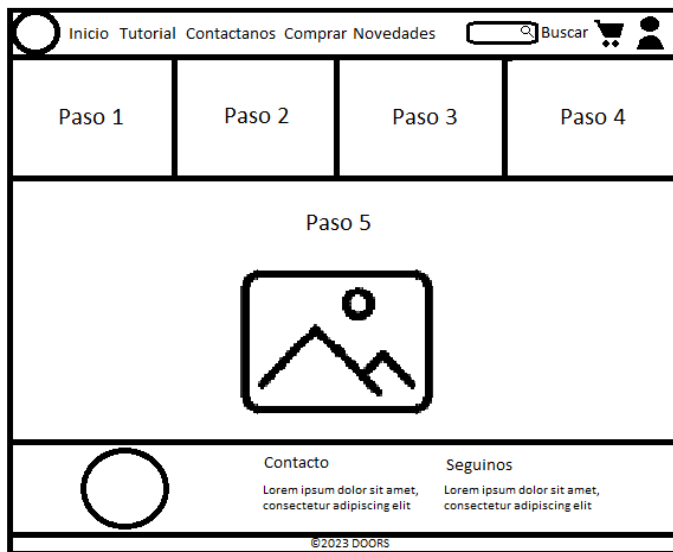 Inicio Tutorial Contactanos Comprar Novedades Buscar
Paso 1 Paso 2 Paso 3 Paso 4
Paso 5
Contacto
Lorem ipsum dolor sit amet,
consectetur adipiscing elit
Seguinos
Lorem ipsum dolor sit amet,
consectetur adipiscing elit
©2023 DOORS